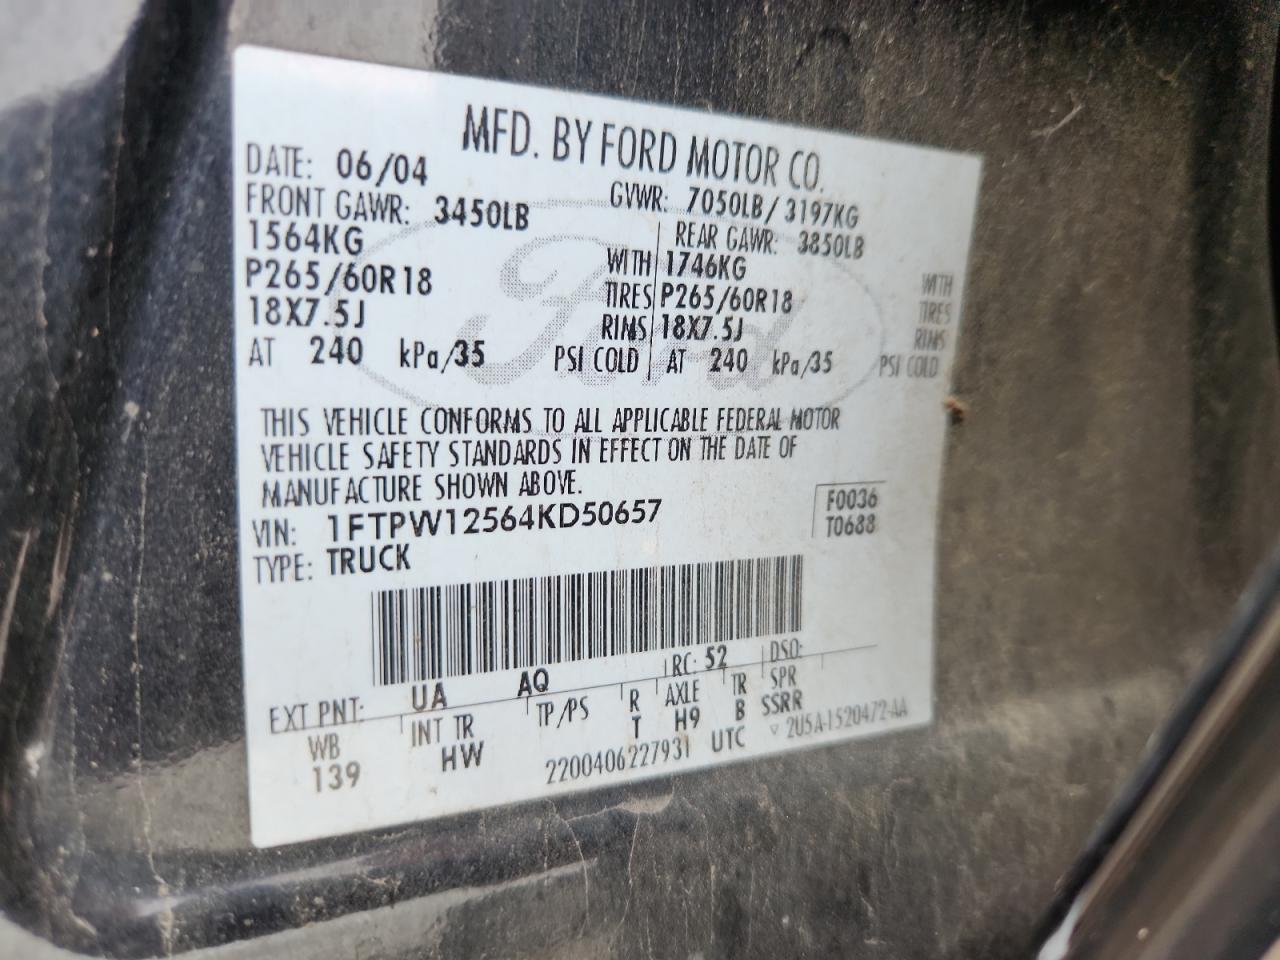 MFD. BY FORD MOTOR CO.
DATE: 06/04 GVWR: 7050LB/3197KG
FRONT GAWR: 3450LB REAR GAWR: 3850LB
1564KG WITH 1746KG WITH
P265/60R18 TIRES P265/60R18 TIRES
18X7.5J RIMS 18X7.5J RIMS
AT 240 kPa/35 PSI COLD AT 240 kPa/35 PSI COLD
Ford
THIS VEHICLE CONFORMS TO ALL APPLICABLE FEDERAL MOTOR
VEHICLE SAFETY STANDARDS IN EFFECT ON THE DATE OF
MANUFACTURE SHOWN ABOVE.
VIN: 1FTPW12564KD50657 F0036
TYPE: TRUCK T0688
EXT PNT: UA AQ RC: 52 DSO:
WB INT TR TP/PS R AXLE TR SPR
139 HW T H9 B SSRR
2200406227931 UTC ▽ 2U5A-1520472-AA